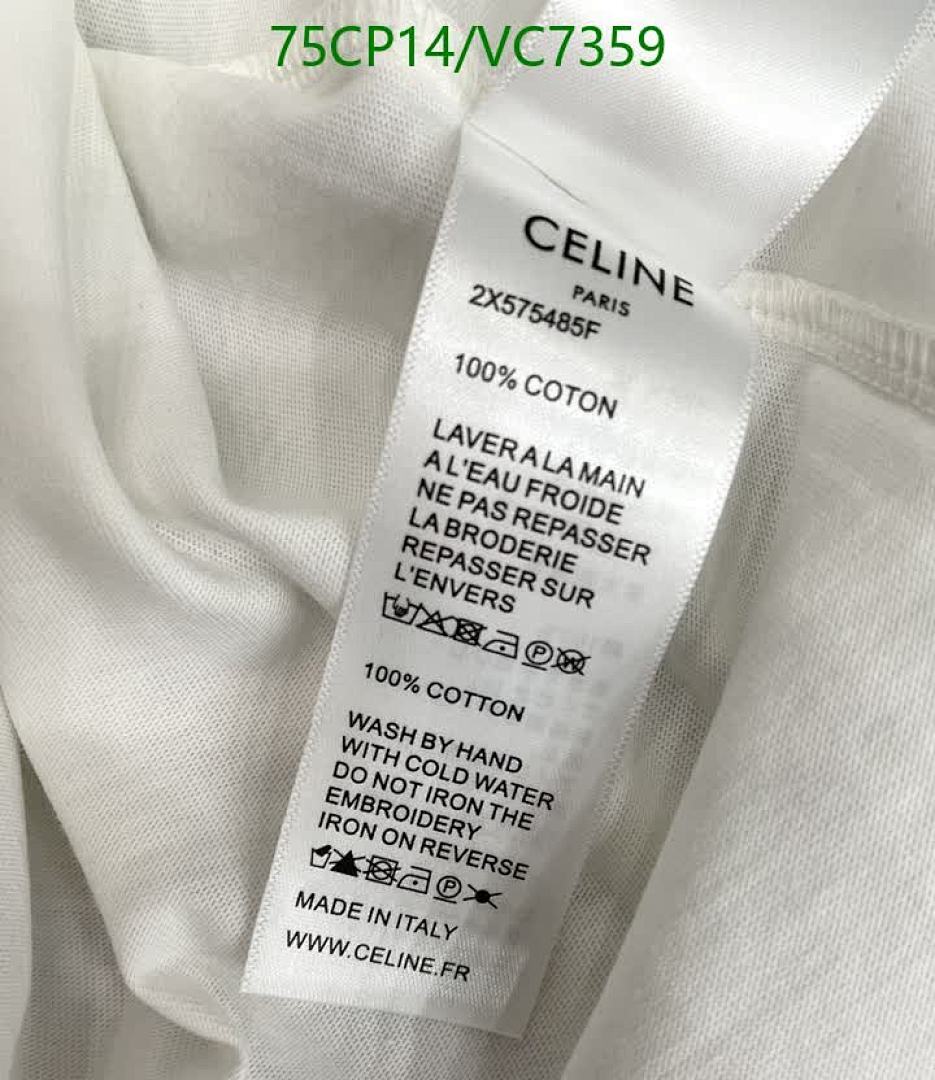 75CP14/VC7359
CELINE
PARIS
2X575485F
100% COTON
LAVER A LA MAIN
A L'EAU FROIDE
NE PAS REPASSER
LA BRODERIE
REPASSER SUR
L'ENVERS
100% COTTON
WASH BY HAND
WITH COLD WATER
DO NOT IRON THE
EMBROIDERY
IRON ON REVERSE
MADE IN ITALY
WWW.CELINE.FR